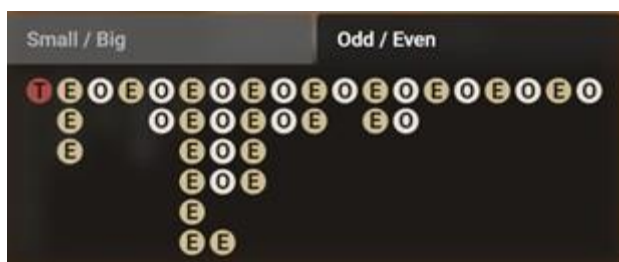 Small / Big Odd / Even
T E O E O E O E O E O E O E O E O E O
E O E O E O E E O
E E O E
E O E
E
E E